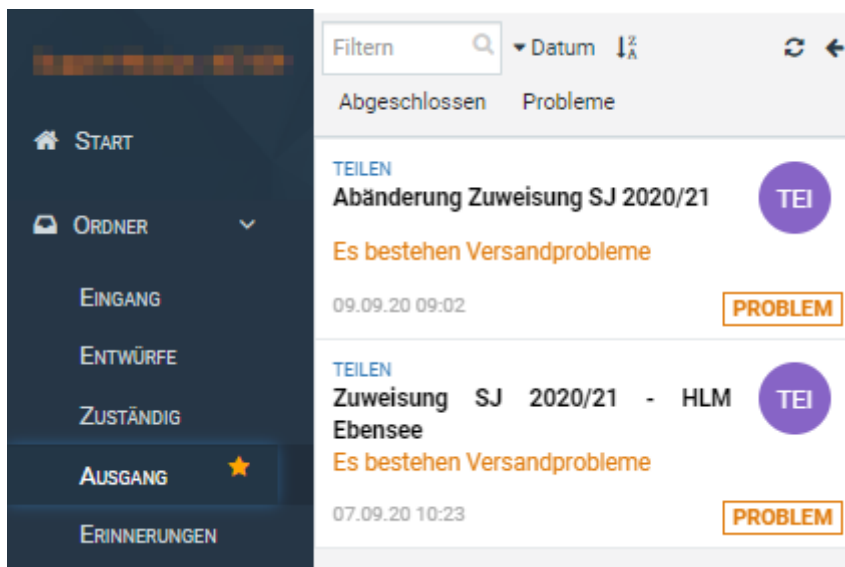 START
ORDNER
EINGANG
ENTWÜRFE
ZUSTÄNDIG
AUSGANG
ERINNERUNGEN
Filtern Datum
Abgeschlossen Probleme
TEILEN
Abänderung Zuweisung SJ 2020/21
TEI
Es bestehen Versandprobleme
09.09.20 09:02 PROBLEM
TEILEN
Zuweisung SJ 2020/21 - HLM
Ebensee
TEI
Es bestehen Versandprobleme
07.09.20 10:23 PROBLEM